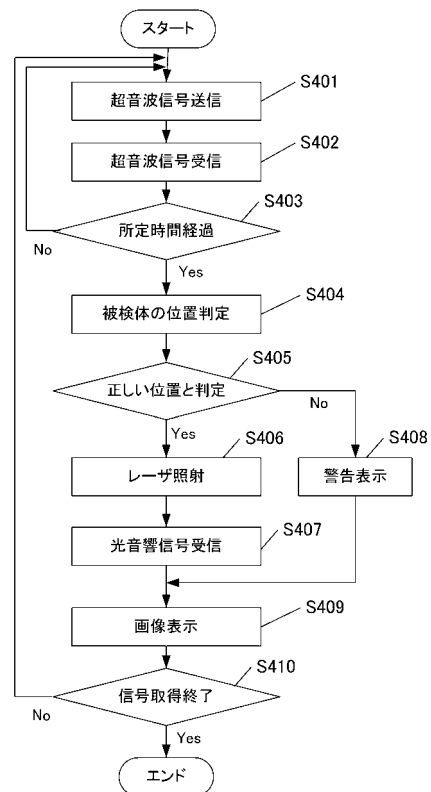 スタート
S401
超音波信号送信
S402
超音波信号受信
S403
所定時間経過
No
Yes
S404
被検体の位置判定
S405
正しい位置と判定
No
Yes
S406
S408
レーザ照射
警告表示
S407
光音響信号受信
S409
画像表示
S410
信号取得終了
No
Yes
エンド